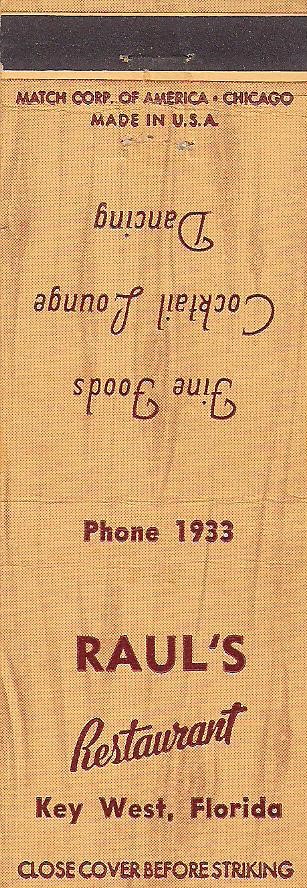 MATCH CORP. OF AMERICA • CHICAGO
MADE IN U.S.A.
Fine Foods
Cocktail Lounge
Dancing
Phone 1933
RAUL'S
Restaurant
Key West, Florida
CLOSE COVER BEFORE STRIKING